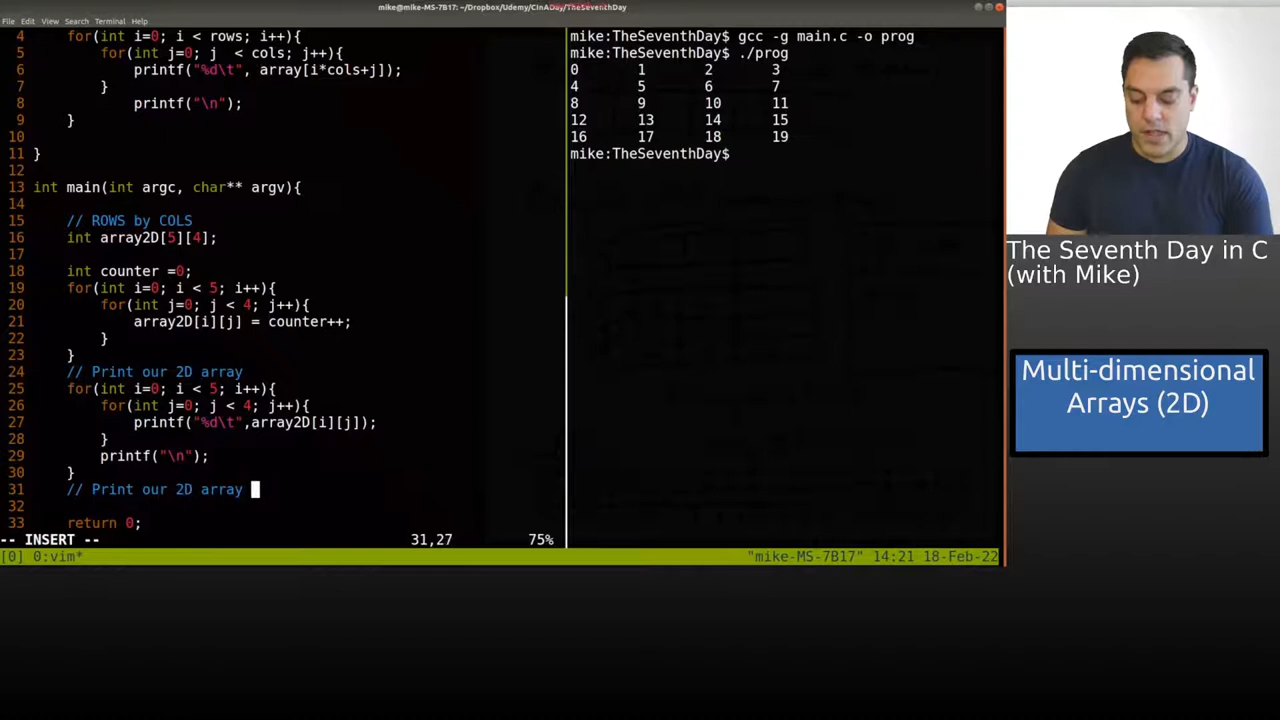 mike@mike-MS-7B17: ~/Dropbox/Udemy/CInADay/TheSeventhDay
File Edit View Search Terminal Help
4 for(int i=0; i < rows; i++){
5 for(int j=0; j < cols; j++){
6 printf("%d\t", array[i*cols+j]);
7 }
8 printf("\n");
9 }
10
11 }
12
13 int main(int argc, char** argv){
14
15 // ROWS by COLS
16 int array2D[5][4];
17
18 int counter =0;
19 for(int i=0; i < 5; i++){
20 for(int j=0; j < 4; j++){
21 array2D[i][j] = counter++;
22 }
23 }
24 // Print our 2D array
25 for(int i=0; i < 5; i++){
26 for(int j=0; j < 4; j++){
27 printf("%d\t",array2D[i][j]);
28 }
29 printf("\n");
30 }
31 // Print our 2D array
32
33 return 0;
-- INSERT -- 31,27 75%
mike:TheSeventhDay$ gcc -g main.c -o prog
mike:TheSeventhDay$ ./prog
0 1 2 3
4 5 6 7
8 9 10 11
12 13 14 15
16 17 18 19
mike:TheSeventhDay$
[0] 0:vim* "mike-MS-7B17" 14:21 18-Feb-22
The Seventh Day in C
(with Mike)
Multi-dimensional
Arrays (2D)